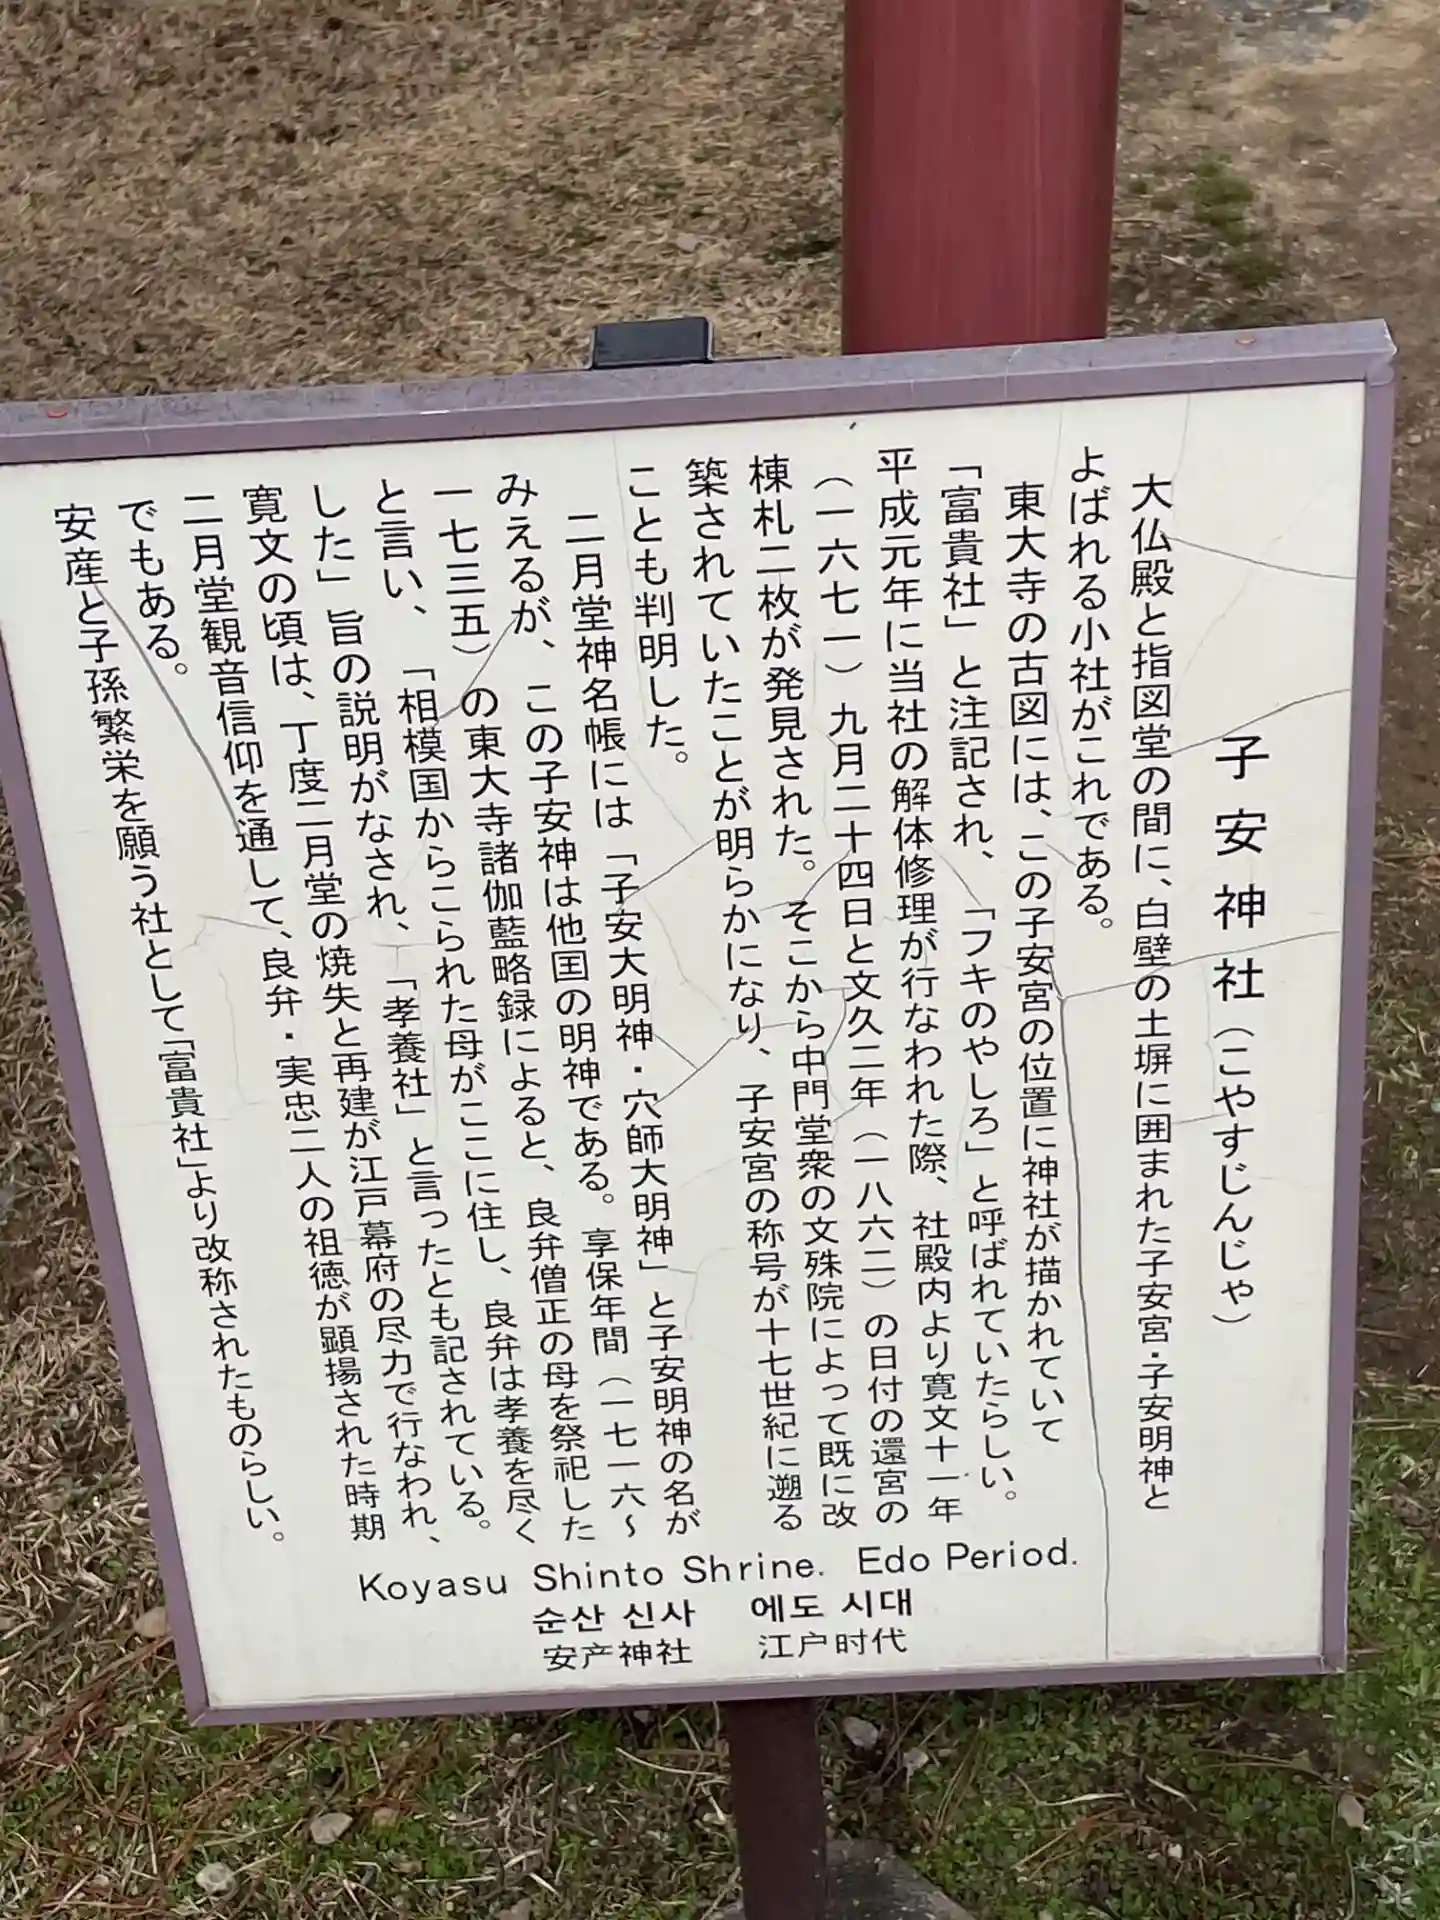 子安神社（こやすじんじゃ）
大仏殿と指図堂の間に、白壁の土塀に囲まれた子安宮・子安明神と
よばれる小社がこれである。
東大寺の古図には、この子安宮の位置に神社が描かれていて
「富貴社」と注記され、「フキのやしろ」と呼ばれていたらしい。
平成元年に当社の解体修理が行なわれた際、社殿内より寛文十一年
（一六七一）九月二十四日と文久二年（一八六二）の日付の還宮の
棟札二枚が発見された。そこから中門堂衆の文殊院によって既に改
築されていたことが明らかになり、子安宮の称号が十七世紀に遡る
ことも判明した。
二月堂神名帳には「子安大明神・穴師大明神」と子安明神の名が
みえるが、この子安神は他国の明神である。享保年間（一七一六～
一七三五）の東大寺諸伽藍略録によると、良弁僧正の母を祭祀した
と言い、「相模国からこられた母がここに住し、良弁は孝養を尽く
した」旨の説明がなされ、「孝養社」と言ったとも記されている。
寛文の頃は、丁度二月堂の焼失と再建が江戸幕府の尽力で行なわれ、
二月堂観音信仰を通して、良弁・実忠二人の祖徳が顕揚された時期
でもある。
安産と子孫繁栄を願う社として「富貴社」より改称されたものらしい。
Koyasu Shinto Shrine. Edo Period.
순산 신사 에도 시대
安产神社 江户时代